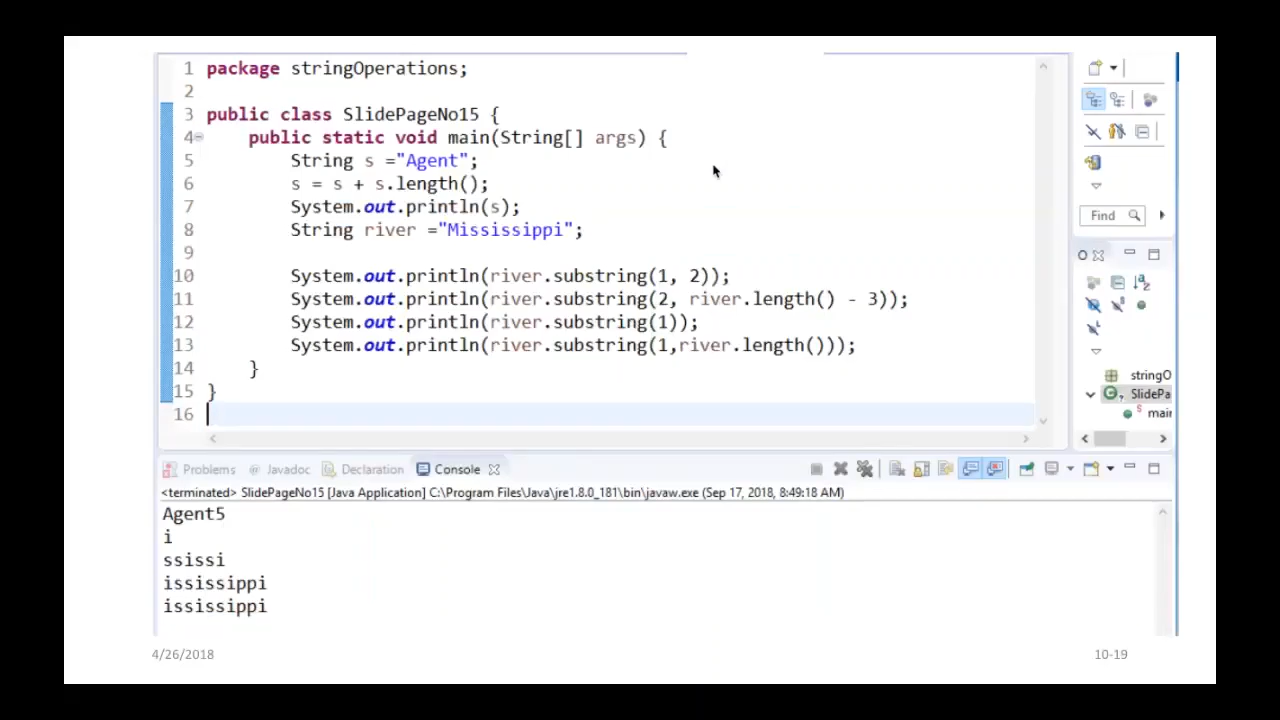 1 package stringOperations;
2
3 public class SlidePageNo15 {
4     public static void main(String[] args) {
5         String s ="Agent";
6         s = s + s.length();
7         System.out.println(s);
8         String river ="Mississippi";
9
10         System.out.println(river.substring(1, 2));
11         System.out.println(river.substring(2, river.length() - 3));
12         System.out.println(river.substring(1));
13         System.out.println(river.substring(1,river.length()));
14     }
15 }
16
Find
stringO
SlidePa
main
Problems @ Javadoc Declaration Console
<terminated> SlidePageNo15 [Java Application] C:\Program Files\Java\jre1.8.0_181\bin\javaw.exe (Sep 17, 2018, 8:49:18 AM)
Agent5
i
ssissi
ississippi
ississippi
4/26/2018
10-19